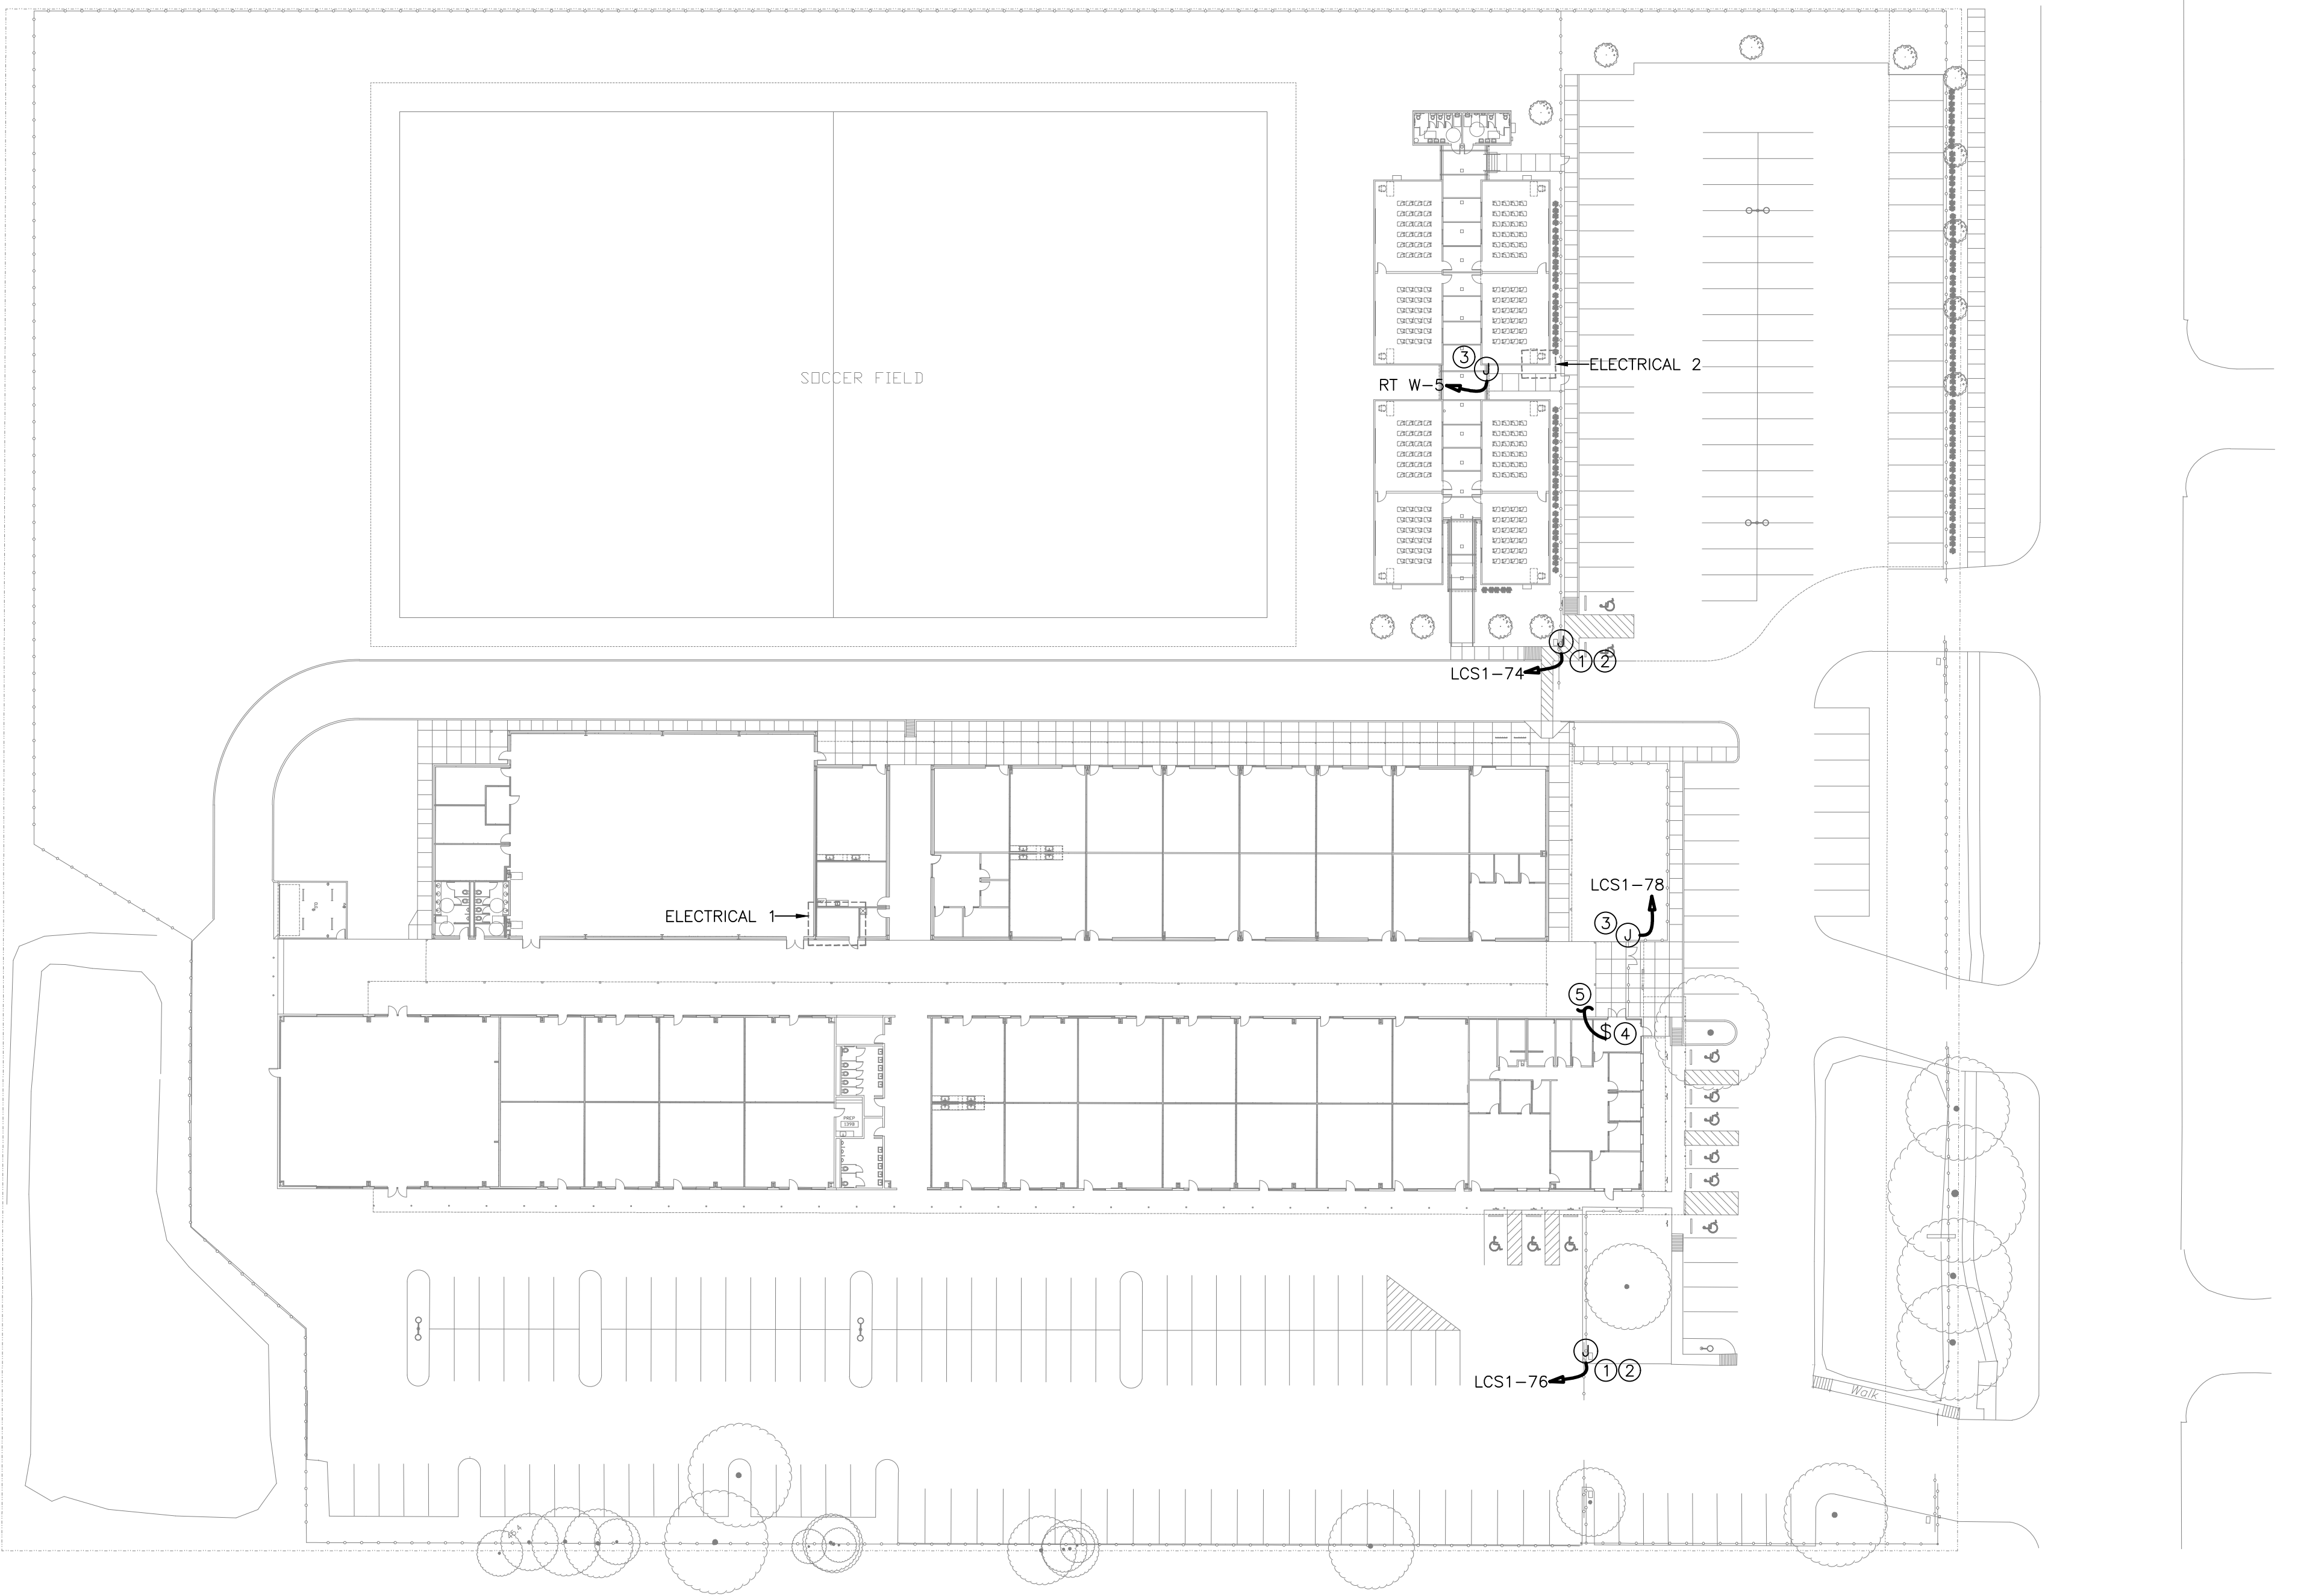 ELECTRICAL 2
3
J
RT W-5
SOCCER FIELD
J
1 2
LCS1-74
LCS1-78
3
J
ELECTRICAL 1
5
$ 4
PREP
J
1 2
LCS1-76
Walk